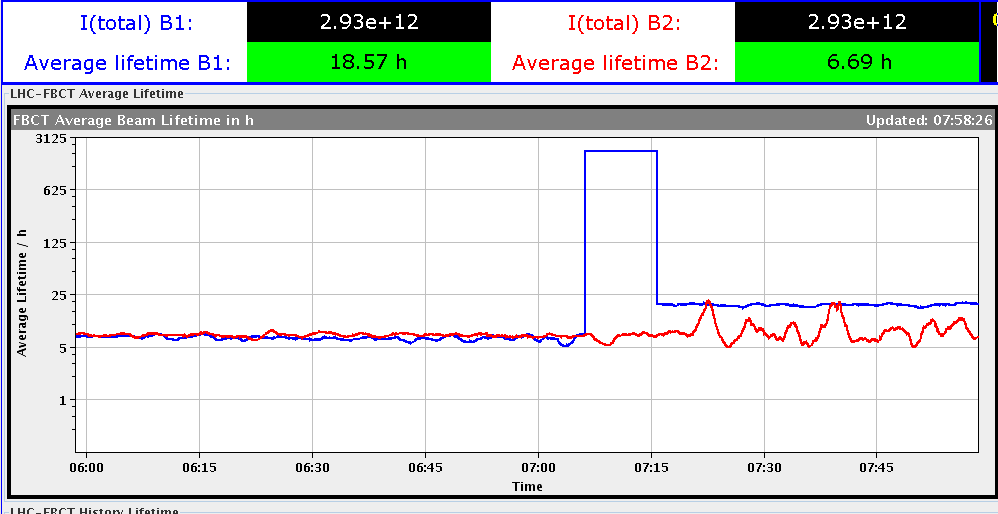 I(total) B1: 2.93e+12 I(total) B2: 2.93e+12
Average lifetime B1: 18.57 h Average lifetime B2: 6.69 h
LHC-FBCT Average Lifetime
FBCT Average Beam Lifetime in h Updated: 07:58:26
3125
625
125
25
5
1
Average Lifetime / h
06:00 06:15 06:30 06:45 07:00 07:15 07:30 07:45
Time
LHC-FBCT History Lifetime